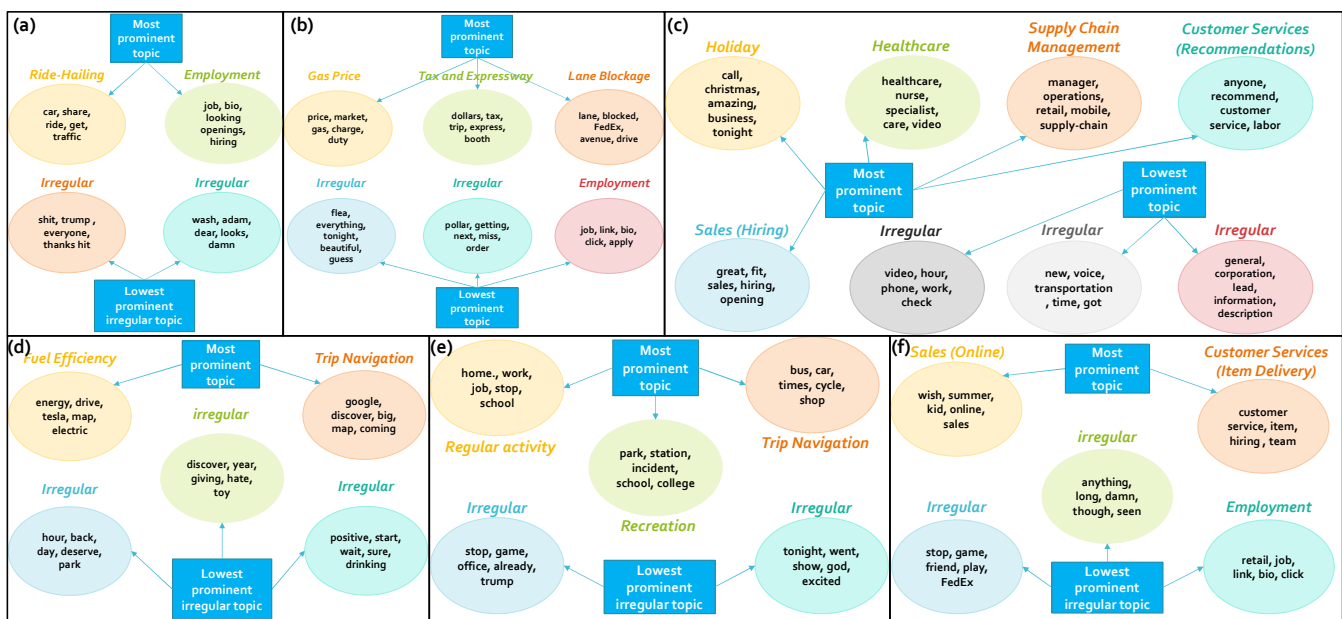 (a)
Most
prominent
topic
Ride-Hailing
Employment
car, share,
ride, get,
traffic
job, bio,
looking
openings,
hiring
Irregular
Irregular
shit, trump ,
everyone,
thanks hit
wash, adam,
dear, looks,
damn
Lowest
prominent
irregular topic
(b)
Most
prominent
topic
Gas Price
Tax and Expressway
Lane Blockage
price, market,
gas, charge,
duty
dollars, tax,
trip, express,
booth
lane, blocked,
FedEx,
avenue, drive
Irregular
Irregular
Employment
flea,
everything,
tonight,
beautiful,
guess
pollar, getting,
next, miss,
order
job, link, bio,
click, apply
Lowest
prominent
topic
(c)
Holiday
Healthcare
Supply Chain
Management
Customer Services
(Recommendations)
call,
christmas,
amazing,
business,
tonight
healthcare,
nurse,
specialist,
care, video
manager,
operations,
retail, mobile,
supply-chain
anyone,
recommend,
customer
service, labor
Most
prominent
topic
Lowest
prominent
topic
Sales (Hiring)
Irregular
Irregular
Irregular
great, fit,
sales, hiring,
opening
video, hour,
phone, work,
check
new, voice,
transportation
, time, got
general,
corporation,
lead,
information,
description
(d)
Fuel Efficiency
Most
prominent
topic
Trip Navigation
energy, drive,
tesla, map,
electric
google,
discover, big,
map, coming
irregular
discover, year,
giving, hate,
toy
Irregular
Irregular
hour, back,
day, deserve,
park
positive, start,
wait, sure,
drinking
Lowest
prominent
irregular topic
(e)
home., work,
job, stop,
school
Most
prominent
topic
bus, car,
times, cycle,
shop
Regular activity
Trip Navigation
park, station,
incident,
school, college
Recreation
Irregular
Irregular
stop, game,
office, already,
trump
tonight, went,
show, god,
excited
Lowest
prominent
irregular topic
(f)
Sales (Online)
Most
prominent
topic
Customer Services
(Item Delivery)
wish, summer,
kid, online,
sales
customer
service, item,
hiring , team
irregular
anything,
long, damn,
though, seen
Irregular
Employment
stop, game,
friend, play,
FedEx
retail, job,
link, bio, click
Lowest
prominent
irregular topic